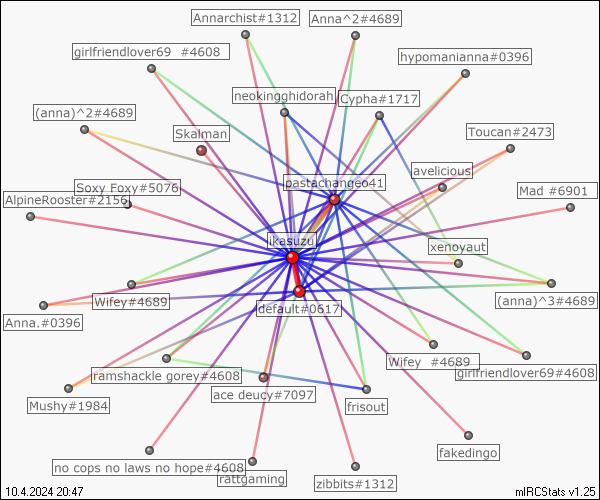 Annarchist#1312
Anna^2#4689
girlfriendlover69 #4608
hypomanianna#0396
neokingghidorah
Cypha#1717
(anna)^2#4689
Skalman
Toucan#2473
avelicious
pastachangeo41
Soxy Foxy#5076
Mad #6901
AlpineRooster#2156
ikasuzu
xenoyaut
Wifey#4689
(anna)^3#4689
ldefault#0617
Anna.#0396
Wifey #4689
girlfriendlover69#4608
ramshackle gorey#4608
ace deucy#7097
Mushy#1984
frisout
fakedingo
no cops no laws no hope#4608
rattgaming
zibbits#1312
10.4.2024 20:47
mIRCStats v1.25